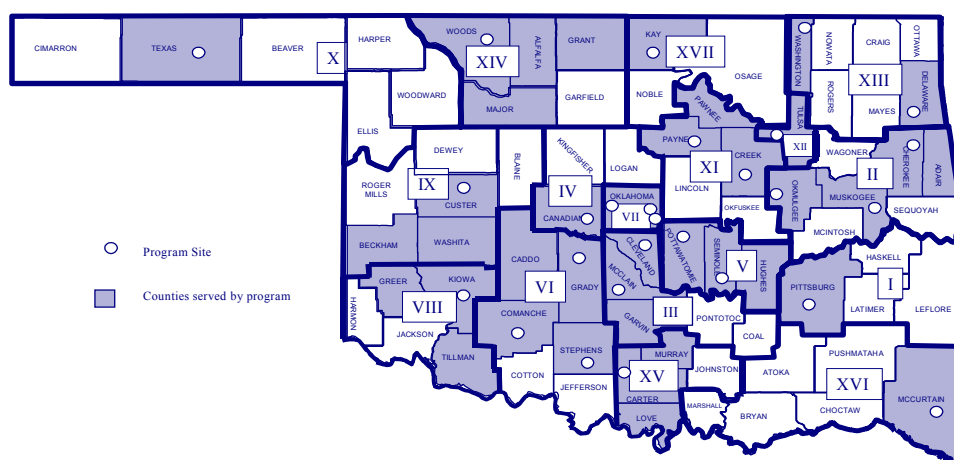 CIMARRON
TEXAS
BEAVER
X
HARPER
WOODS
XIV
ALFALFA
GRANT
KAY
XVII
OSAGE
WASHINGTON
NOWATA
CRAIG
OTTAWA
XIII
ROGERS
MAYES
DELAWARE
WOODWARD
MAJOR
GARFIELD
NOBLE
PAWNEE
TULSA
ELLIS
DEWEY
BLAINE
KINGFISHER
LOGAN
PAYNE
XI
CREEK
XII
WAGONER
CHEROKEE
ADAIR
II
ROGER
MILLS
IX
CUSTER
IV
CANADIAN
OKLAHOMA
VII
LINCOLN
OKFUSKEE
OKMULGEE
MUSKOGEE
SEQUOYAH
MCINTOSH
BECKHAM
WASHITA
CADDO
GRADY
CLEVELAND
MCCLAIN
POTTAWATOMIE
SEMINOLE
V
HUGHES
HASKELL
Program Site
Counties served by program
GREER
KIOWA
VIII
HARMON
JACKSON
TILLMAN
VI
COMANCHE
STEPHENS
COTTON
JEFFERSON
III
GARVIN
PONTOTOC
COAL
PITTSBURG
I
LATIMER
LEFLORE
MURRAY
XV
CARTER
LOVE
JOHNSTON
MARSHALL
ATOKA
BRYAN
PUSHMATAHA
XVI
CHOCTAW
MCCURTAIN